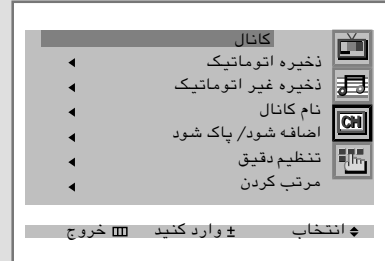 کانال
ذخیره اتوماتیک
ذخیره غیر اتوماتیک
نام کانال
CH
اضافه شود/ پاک شود
تنظیم دقیق
مرتب کردن
انتخاب ± وارد کنید خروج